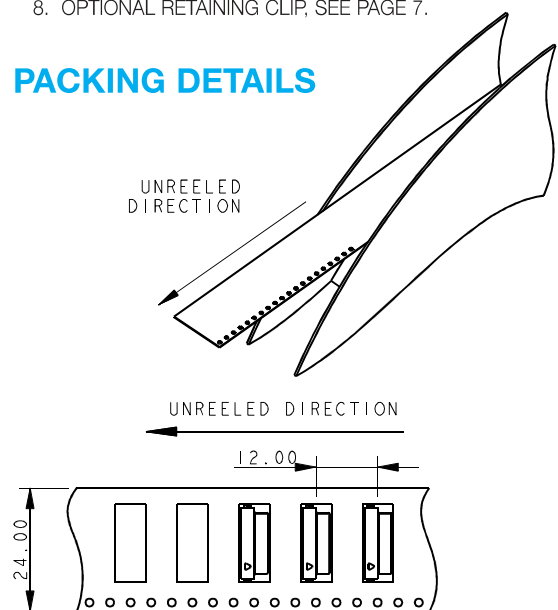 8. OPTIONAL RETAINING CLIP, SEE PAGE 7.
PACKING DETAILS
UNREELED
DIRECTION
UNREELED DIRECTION
12.00
24.00